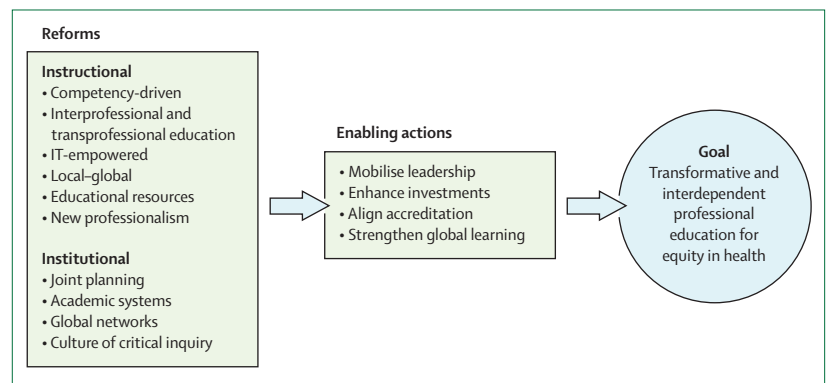 Reforms
Instructional
• Competency-driven
• Interprofessional and
transprofessional education
• IT-empowered
• Local–global
• Educational resources
• New professionalism
Institutional
• Joint planning
• Academic systems
• Global networks
• Culture of critical inquiry
Enabling actions
• Mobilise leadership
• Enhance investments
• Align accreditation
• Strengthen global learning
Goal
Transformative and
interdependent
professional
education for
equity in health